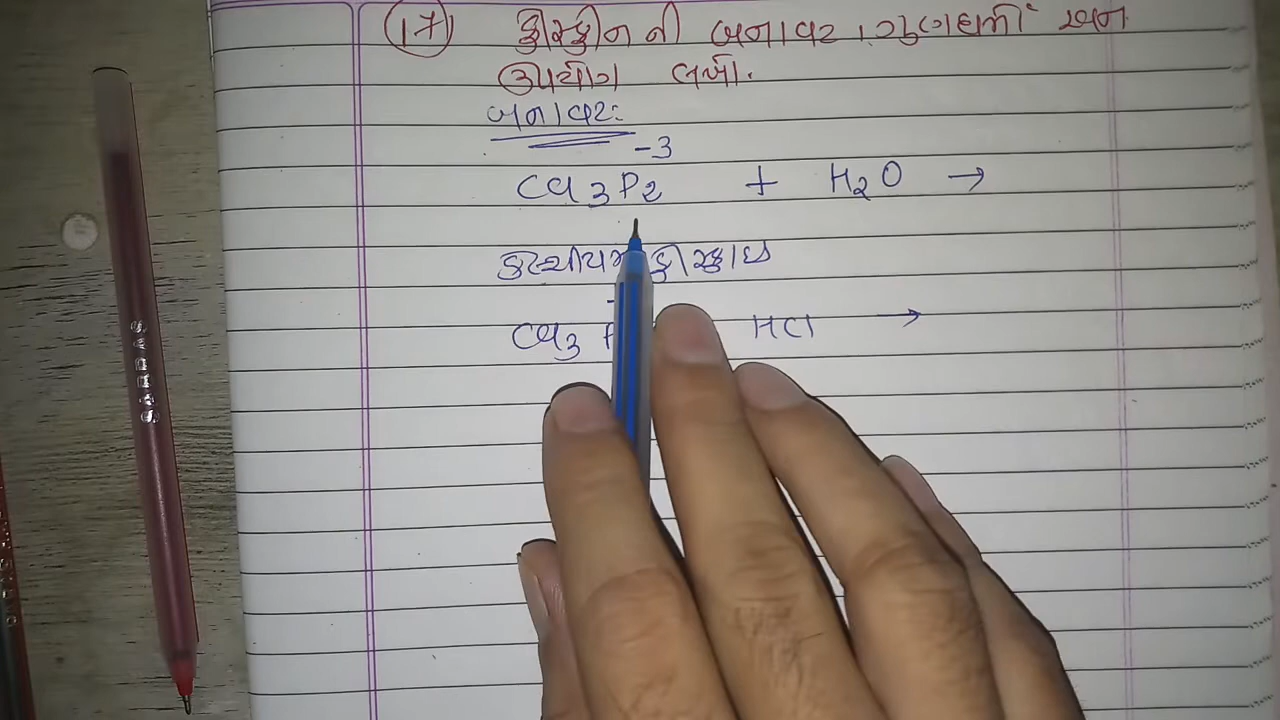 (17) ફોસ્ફીન ની બનાવટ, ગુણધર્મો અને
ઉપયોગ લખો.
બનાવટ:
-3
Ca3P2 + H2O →
કેલ્શીયમ ફોસ્ફાઇડ
Ca3 HCl →